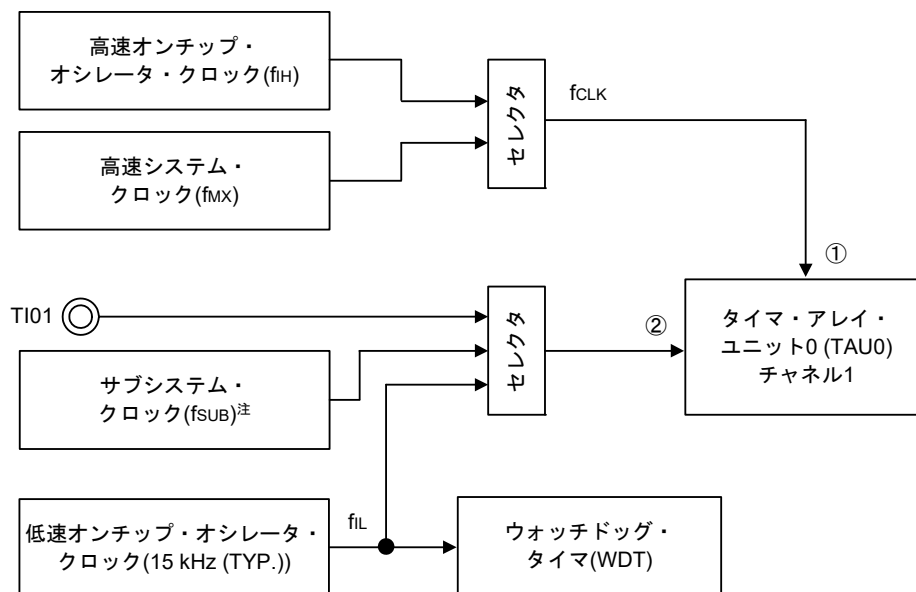 高速オンチップ・
オシレータ・クロック(fIH)
セレクタ
fCLK
高速システム・
クロック(fMX)
①
TI01
セレクタ
②
タイマ・アレイ・
ユニット0 (TAU0)
チャネル1
サブシステム・
クロック(fSUB)注
低速オンチップ・オシレータ・
クロック(15 kHz (TYP.))
fIL
ウォッチドッグ・
タイマ(WDT)